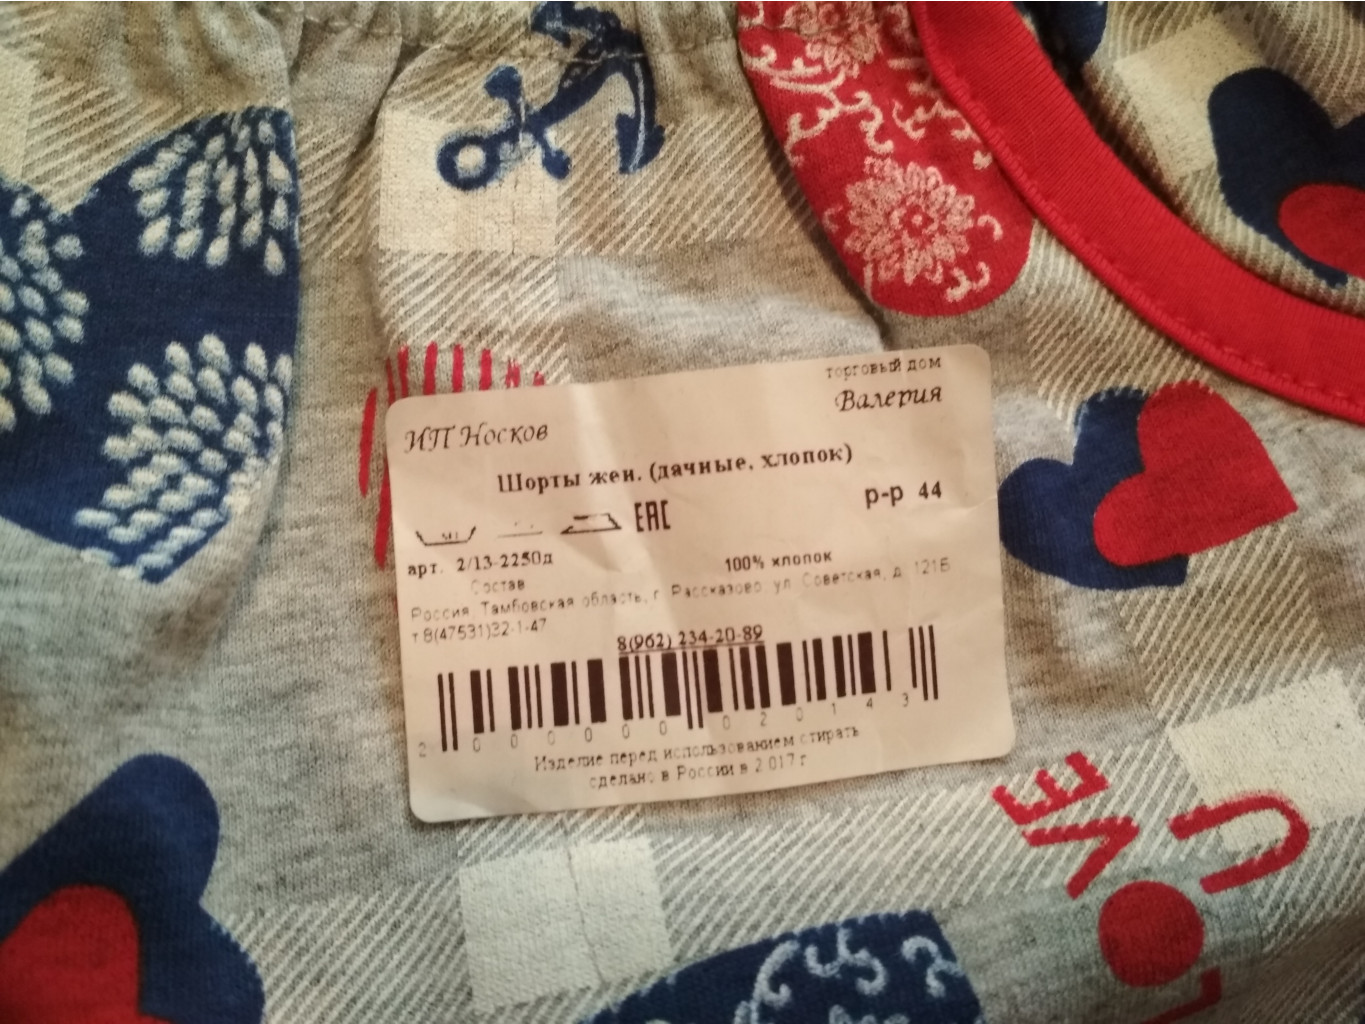 торговый дом
ИП Носков Валерия
Шорты жен. (дачные, хлопок)
ЕАС р-р 44
арт. 2/13-2250д 100% хлопок
Состав
Россия, Тамбовская область, г. Рассказово, ул. Советская, д. 121Б
т.8(47531)32-1-47
8(962) 234-20-89
2 000000 020143
Изделие перед использованием стирать
сделано в России в 2017 г
LOVE
U